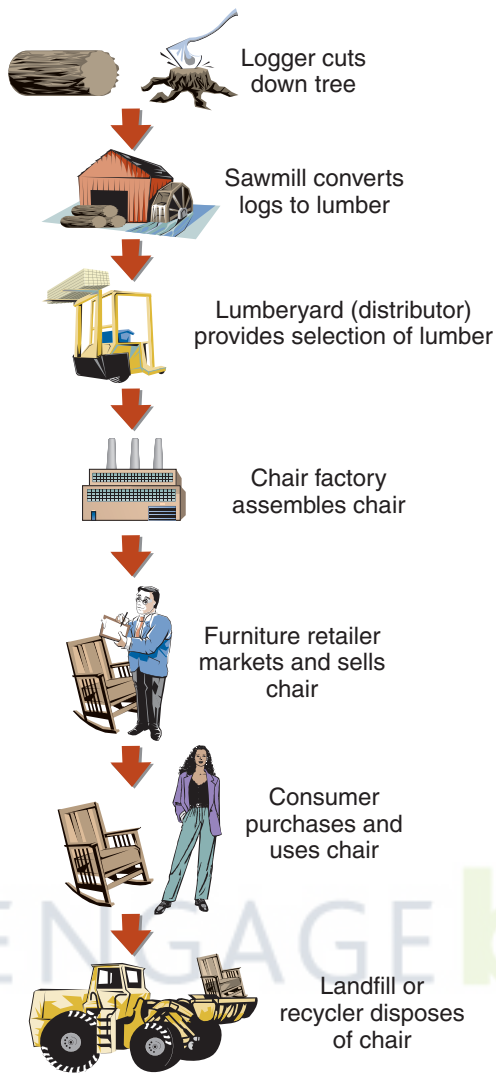 Logger cuts
down tree
Sawmill converts
logs to lumber
Lumberyard (distributor)
provides selection of lumber
Chair factory
assembles chair
Furniture retailer
markets and sells
chair
Consumer
purchases and
uses chair
ENGAGE b
Landfill or
recycler disposes
of chair